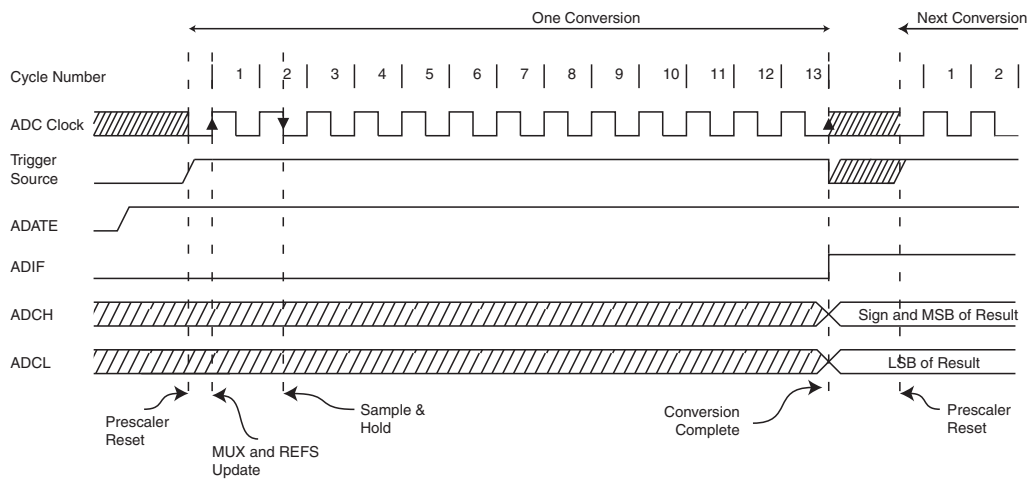 One Conversion
Next Conversion
Cycle Number
1 2 3 4 5 6 7 8 9 10 11 12 13 1 2
ADC Clock
Trigger
Source
ADATE
ADIF
ADCH
Sign and MSB of Result
ADCL
LSB of Result
Prescaler
Reset
MUX and REFS
Update
Sample &
Hold
Conversion
Complete
Prescaler
Reset